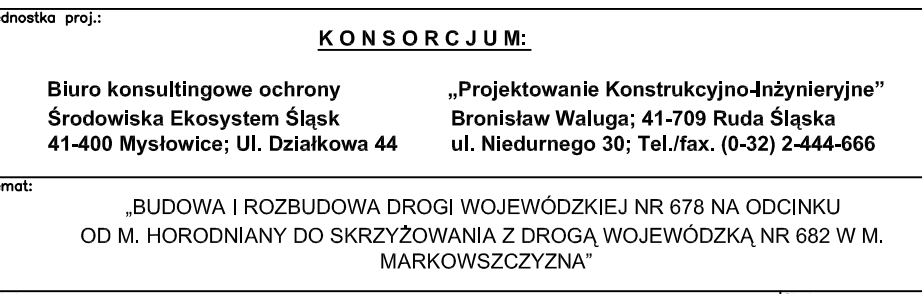 ednostka proj.:
KONSORCJUM:
Biuro konsultingowe ochrony
Środowiska Ekosystem Śląsk
41-400 Mysłowice; Ul. Działkowa 44
„Projektowanie Konstrukcyjno-Inżynieryjne”
Bronisław Waluga; 41-709 Ruda Śląska
ul. Niedurnego 30; Tel./fax. (0-32) 2-444-666
emat:
„BUDOWA I ROZBUDOWA DROGI WOJEWÓDZKIEJ NR 678 NA ODCINKU
OD M. HORODNIANY DO SKRZYŻOWANIA Z DROGĄ WOJEWÓDZKĄ NR 682 W M.
MARKOWSZCZYZNA”